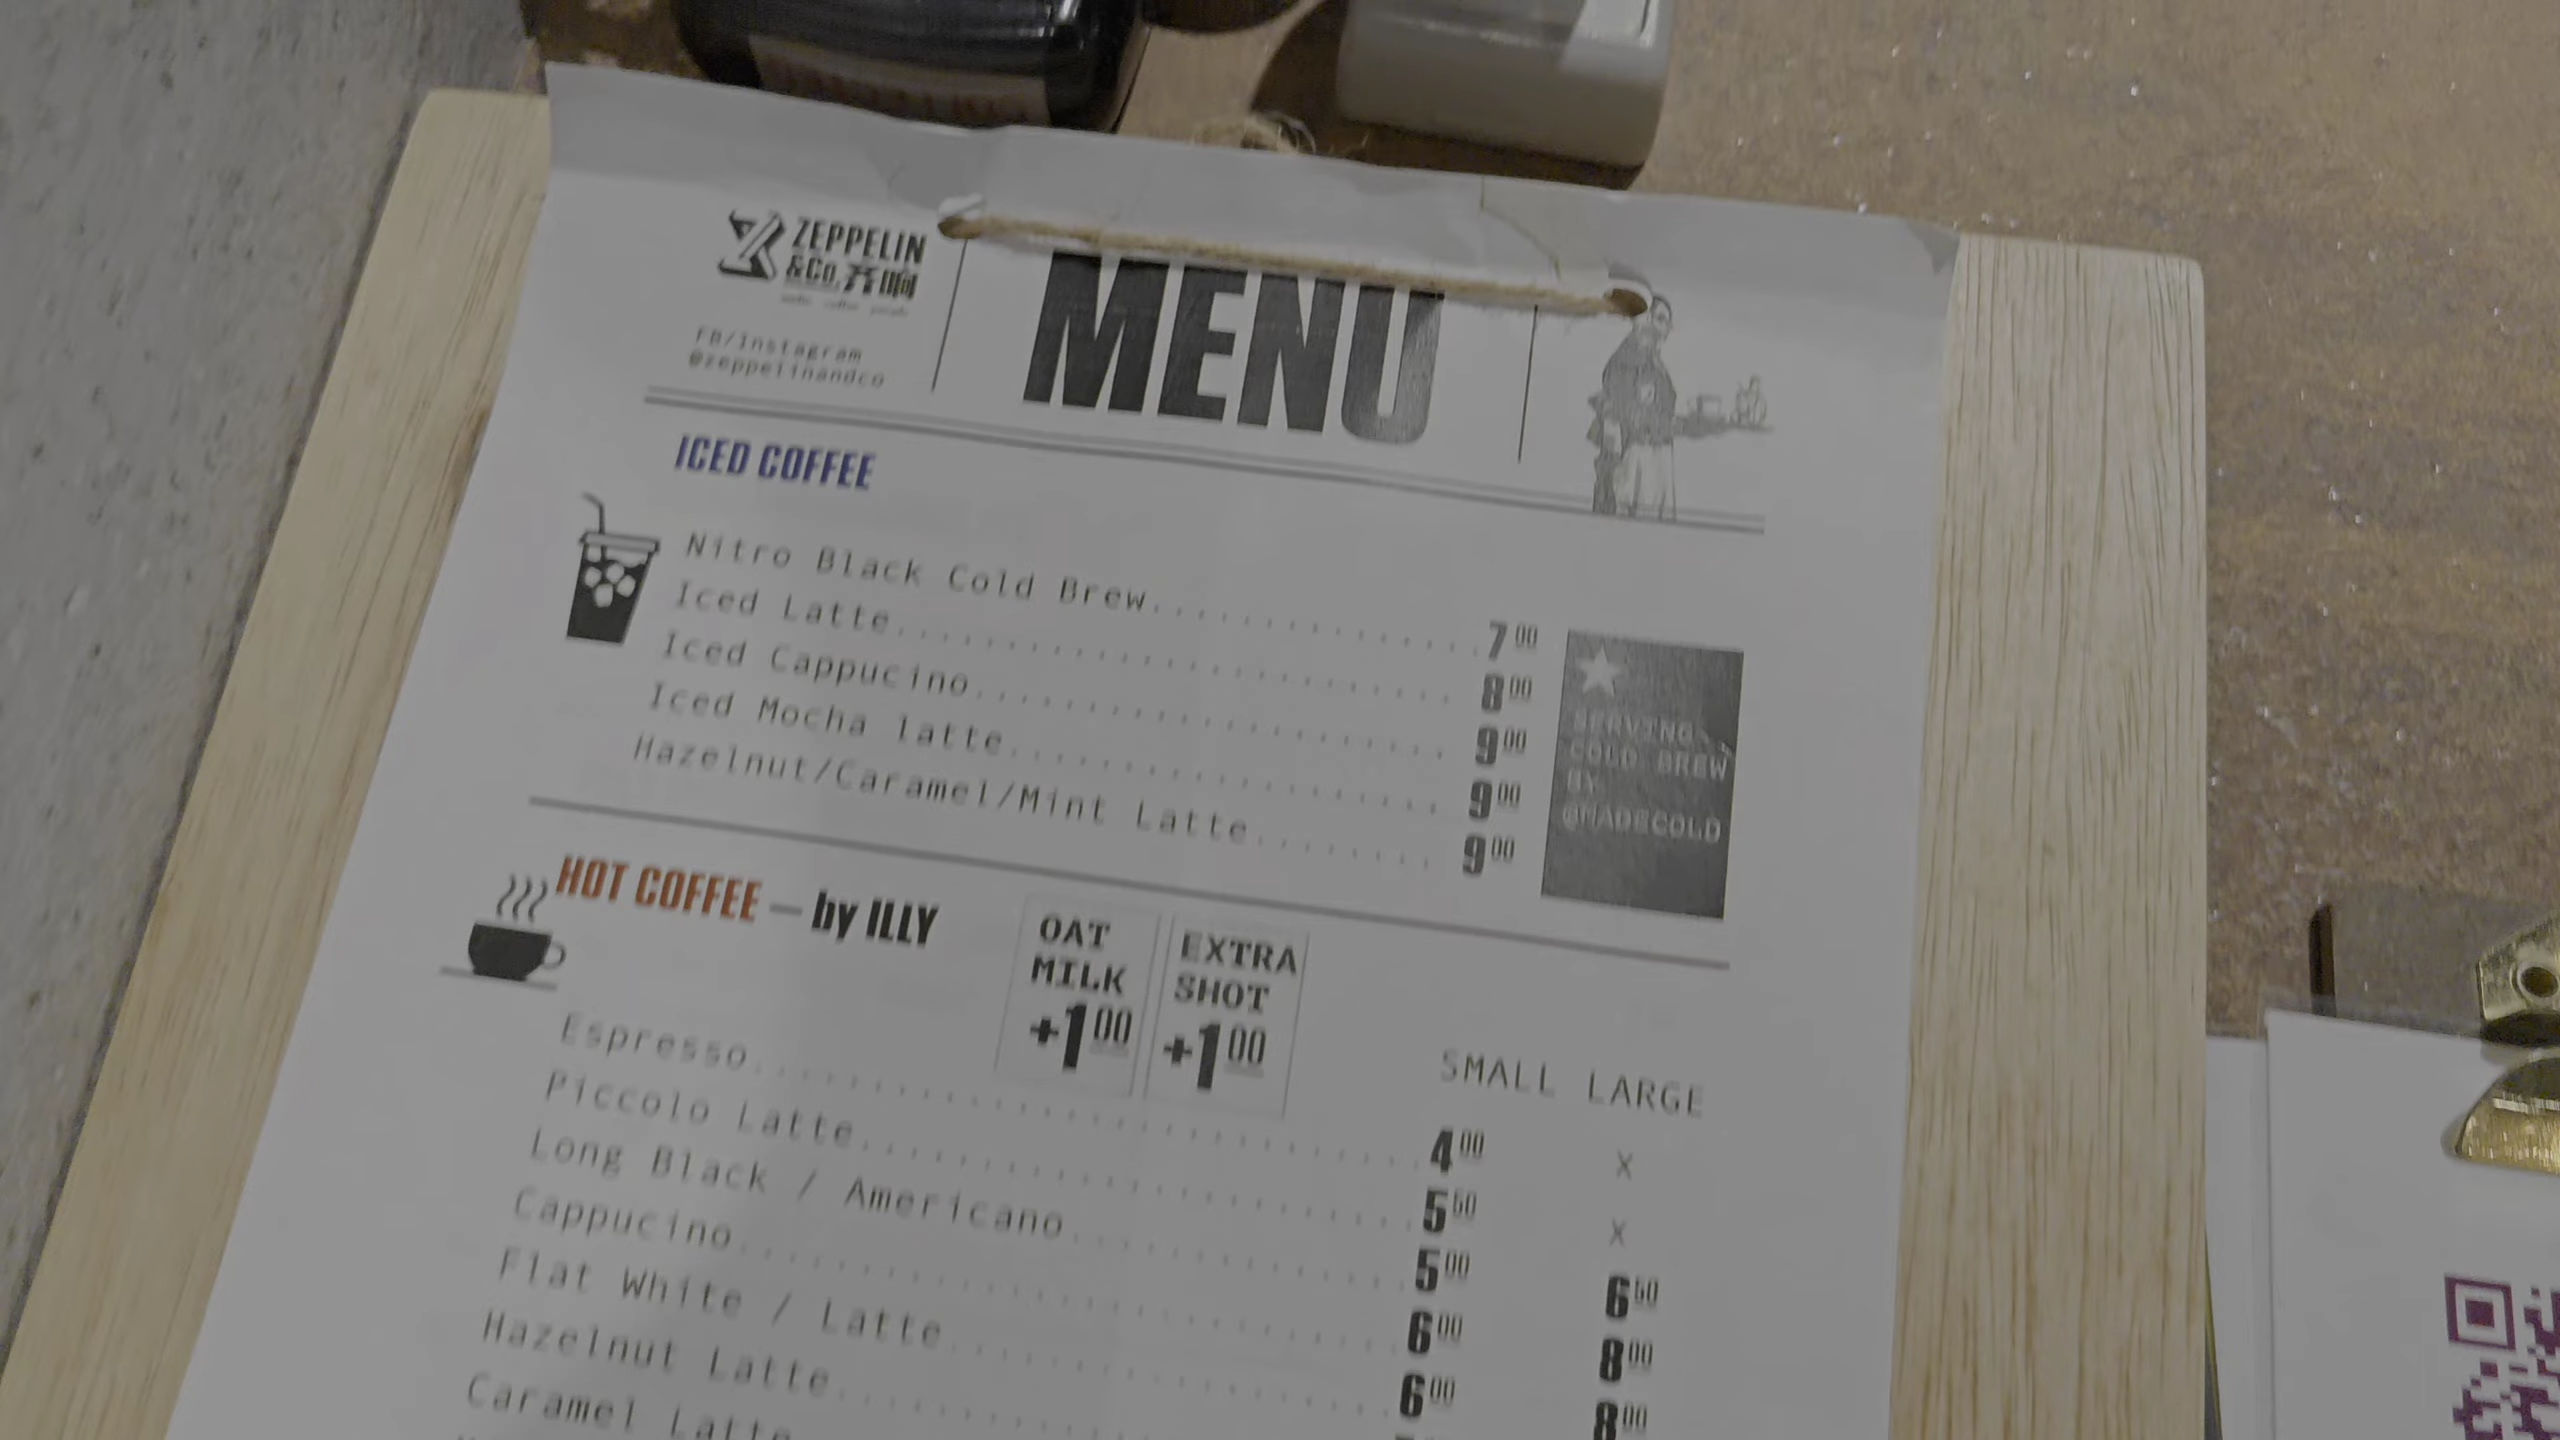 ZEPPELIN
&Co. 齐响
FB/Instagram
@zeppelinandco
MENU
ICED COFFEE
Nitro Black Cold Brew 7 00
Iced Latte 8 00
Iced Cappucino 9 00
Iced Mocha latte 9 00
Hazelnut/Caramel/Mint Latte 9 00
SERVING
COLD BREW
BY
@MADECOLD
HOT COFFEE — by ILLY
OAT
MILK
+1 00
EXTRA
SHOT
+1 00
SMALL LARGE
Espresso 4 00 X
Piccolo Latte 5 50 X
Long Black / Americano 5 00 6 50
Cappucino 6 00 8 00
Flat White / Latte 6 00 8 00
Hazelnut Latte
Caramel Latte